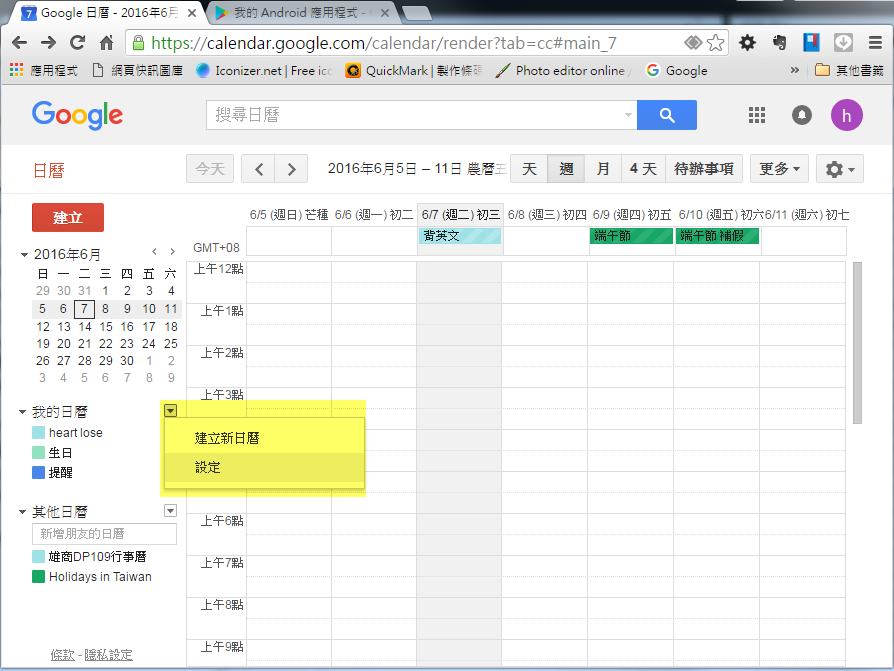 Google 日曆 - 2016年6月
我的 Android 應用程式 -
https://calendar.google.com/calendar/render?tab=cc#main_7
應用程式 網頁快訊圖庫 Iconizer.net | Free ico QuickMark | 製作條碼 Photo editor online / Google » 其他書籤
Google 搜尋日曆 h
日曆 今天 2016年6月5日 – 11日 農曆五 天 週 月 4 天 待辦事項 更多
建立
6/5 (週日) 芒種 6/6 (週一) 初二 6/7 (週二) 初三 6/8 (週三) 初四 6/9 (週四) 初五 6/10 (週五) 初六 6/11 (週六) 初七
GMT+08 背英文 端午節 端午節 補假
2016年6月
日 一 二 三 四 五 六
29 30 31 1 2 3 4
5 6 7 8 9 10 11
12 13 14 15 16 17 18
19 20 21 22 23 24 25
26 27 28 29 30 1 2
3 4 5 6 7 8 9
我的日曆
heart lose
生日
提醒
建立新日曆
設定
其他日曆
新增朋友的日曆
雄商DP109行事曆
Holidays in Taiwan
條款 - 隱私設定
上午12點
上午1點
上午2點
上午3點
上午6點
上午7點
上午8點
上午9點